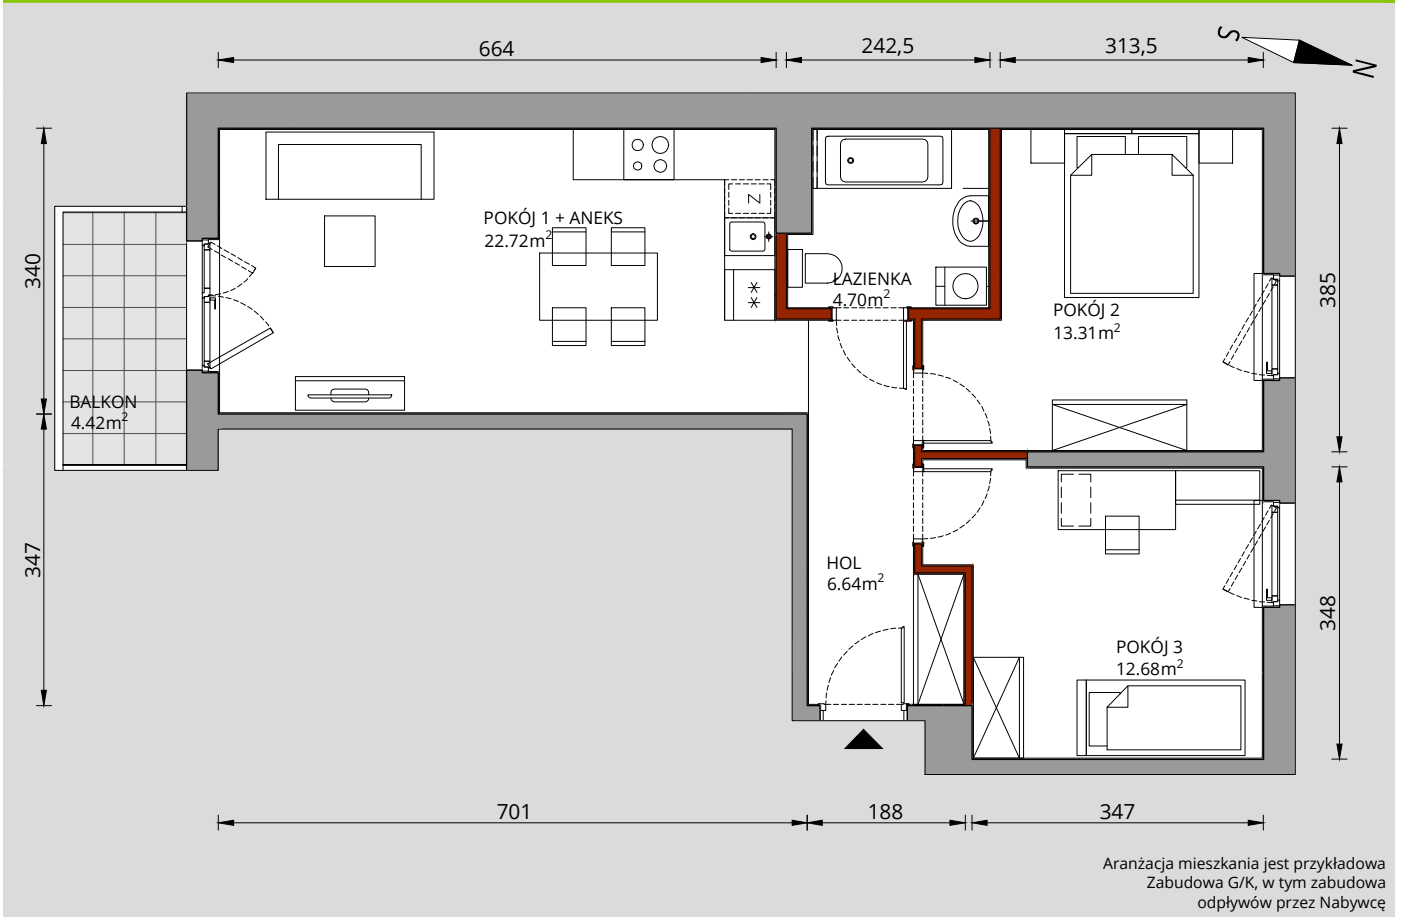 664
242,5
313,5
S
N
340
347
385
348
POKÓJ 1 + ANEKS
22.72m²
Z
**
ŁAZIENKA
4.70m²
POKÓJ 2
13.31m²
BALKON
4.42m²
HOL
6.64m²
POKÓJ 3
12.68m²
701
188
347
Aranżacja mieszkania jest przykładowa
Zabudowa G/K, w tym zabudowa
odpływów przez Nabywcę